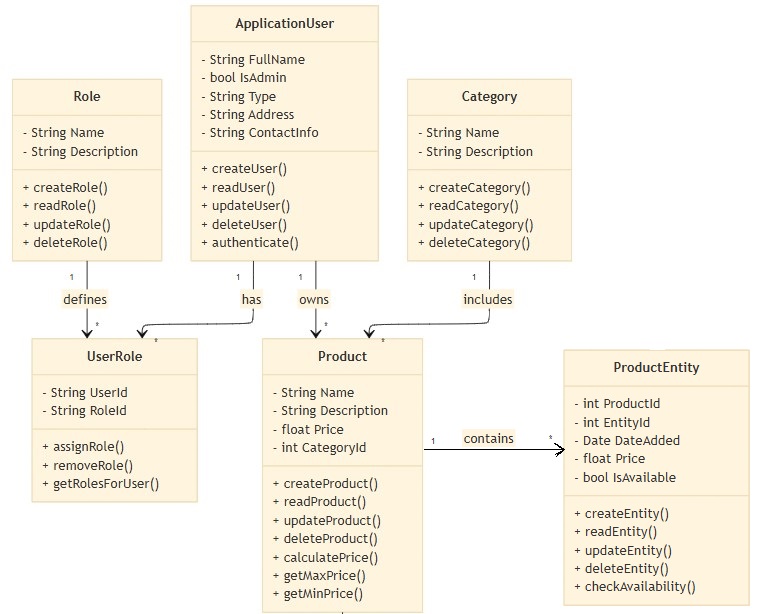 ApplicationUser
- String FullName
- bool IsAdmin
- String Type
- String Address
- String ContactInfo
+ createUser()
+ readUser()
+ updateUser()
+ deleteUser()
+ authenticate()
Role
- String Name
- String Description
+ createRole()
+ readRole()
+ updateRole()
+ deleteRole()
Category
- String Name
- String Description
+ createCategory()
+ readCategory()
+ updateCategory()
+ deleteCategory()
1
defines
*
1
has
*
1
owns
*
1
includes
*
UserRole
- String UserId
- String RoleId
+ assignRole()
+ removeRole()
+ getRolesForUser()
Product
- String Name
- String Description
- float Price
- int CategoryId
+ createProduct()
+ readProduct()
+ updateProduct()
+ deleteProduct()
+ calculatePrice()
+ getMaxPrice()
+ getMinPrice()
1
contains
*
ProductEntity
- int ProductId
- int EntityId
- Date DateAdded
- float Price
- bool IsAvailable
+ createEntity()
+ readEntity()
+ updateEntity()
+ deleteEntity()
+ checkAvailability()